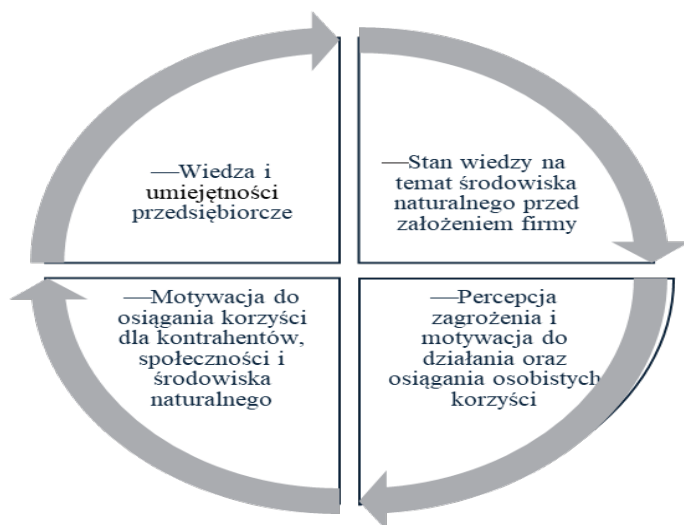 —Wiedza i
umiejętności
przedsiębiorcze
—Stan wiedzy na
temat środowiska
naturalnego przed
założeniem firmy
—Motywacja do
osiągania korzyści
dla kontrahentów,
społeczności i
środowiska
naturalnego
—Percepcja
zagrożenia i
motywacja do
działania oraz
osiągania osobistych
korzyści